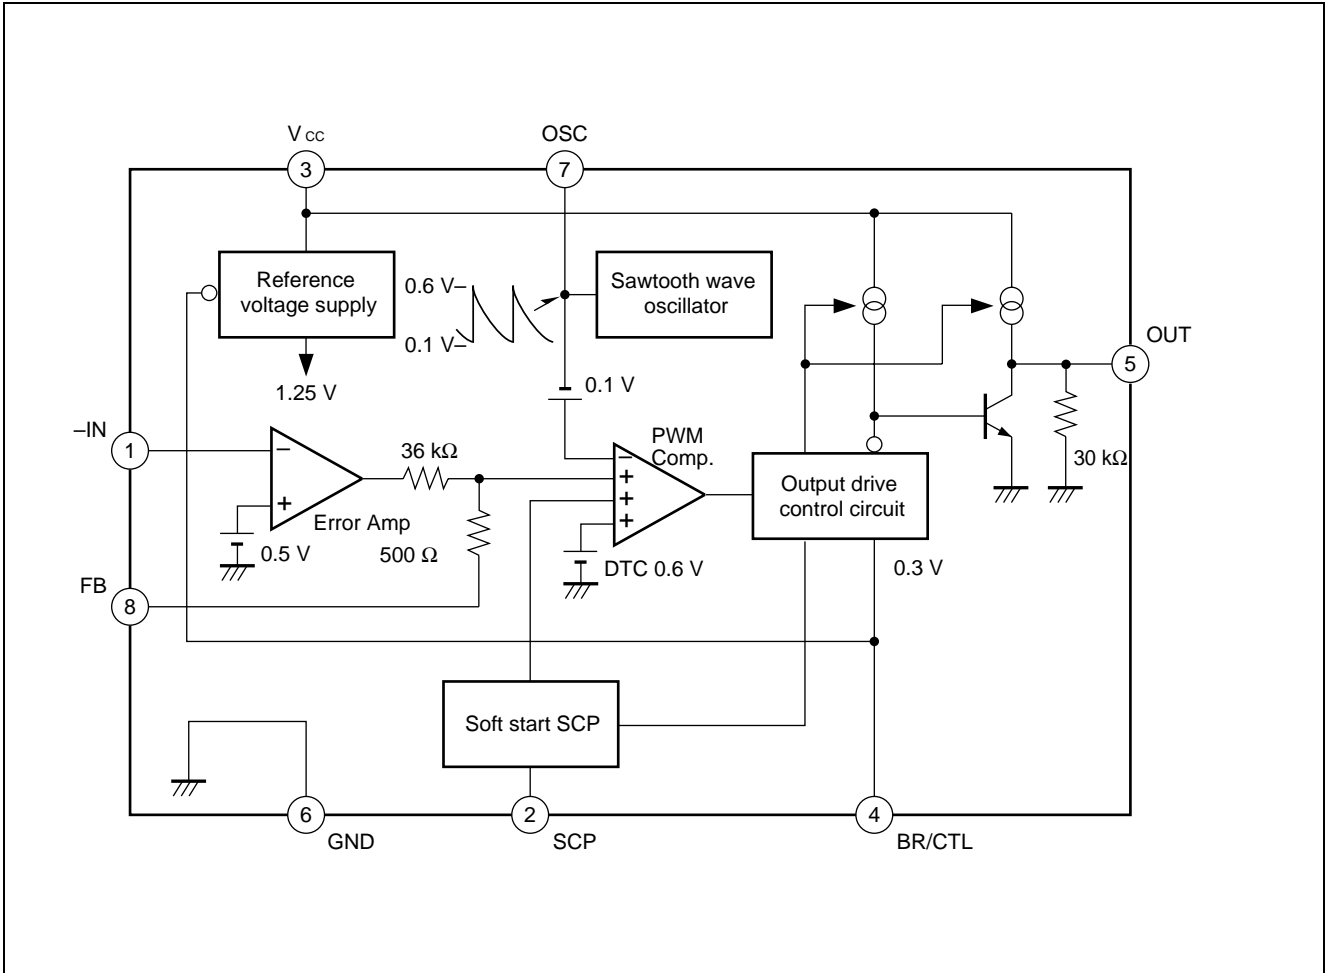 VCC
OSC
3
7
Reference
voltage supply
0.6 V–
0.1 V–
Sawtooth wave
oscillator
1.25 V
0.1 V
OUT
5
–IN
1
–
+
Error Amp
0.5 V
36 kΩ
500 Ω
PWM
Comp.
–
+
+
+
DTC 0.6 V
Output drive
control circuit
30 kΩ
0.3 V
FB
8
Soft start SCP
6
GND
2
SCP
4
BR/CTL